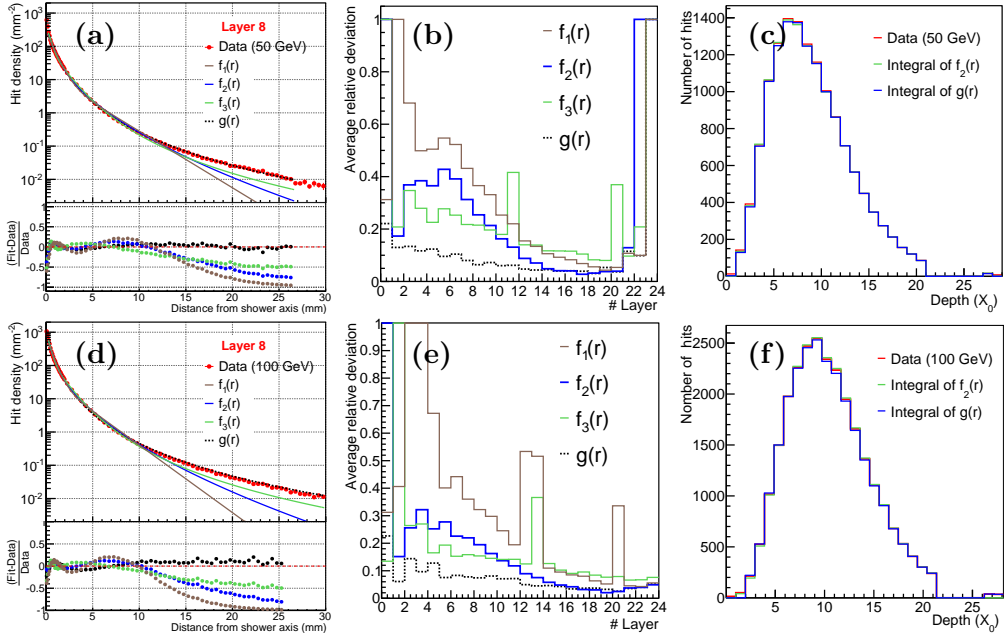 (a)
Layer 8
Data (50 GeV)
f1(r)
f2(r)
f3(r)
g(r)
Hit density (mm-2)
10^3
10^2
10
1
10^-1
10^-2
(Fit-Data)
Data
1
0.5
0
-0.5
-1
0 5 10 15 20 25 30
Distance from shower axis (mm)
(b)
f1(r)
f2(r)
f3(r)
g(r)
Average relative deviation
1
0.8
0.6
0.4
0.2
0
0 2 4 6 8 10 12 14 16 18 20 22 24
# Layer
(c)
Data (50 GeV)
Integral of f2(r)
Integral of g(r)
Number of hits
1400
1200
1000
800
600
400
200
0
0 5 10 15 20 25
Depth (X0)
(d)
Layer 8
Data (100 GeV)
f1(r)
f2(r)
f3(r)
g(r)
Hit density (mm-2)
10^3
10^2
10
1
10^-1
10^-2
(Fit-Data)
Data
0.5
0
-0.5
-1
0 5 10 15 20 25 30
Distance from shower axis (mm)
(e)
f1(r)
f2(r)
f3(r)
g(r)
Average relative deviation
1
0.9
0.8
0.7
0.6
0.5
0.4
0.3
0.2
0.1
0
0 2 4 6 8 10 12 14 16 18 20 22 24
# Layer
(f)
Data (100 GeV)
Integral of f2(r)
Integral of g(r)
Number of hits
2500
2000
1500
1000
500
0
0 5 10 15 20 25
Depth (X0)